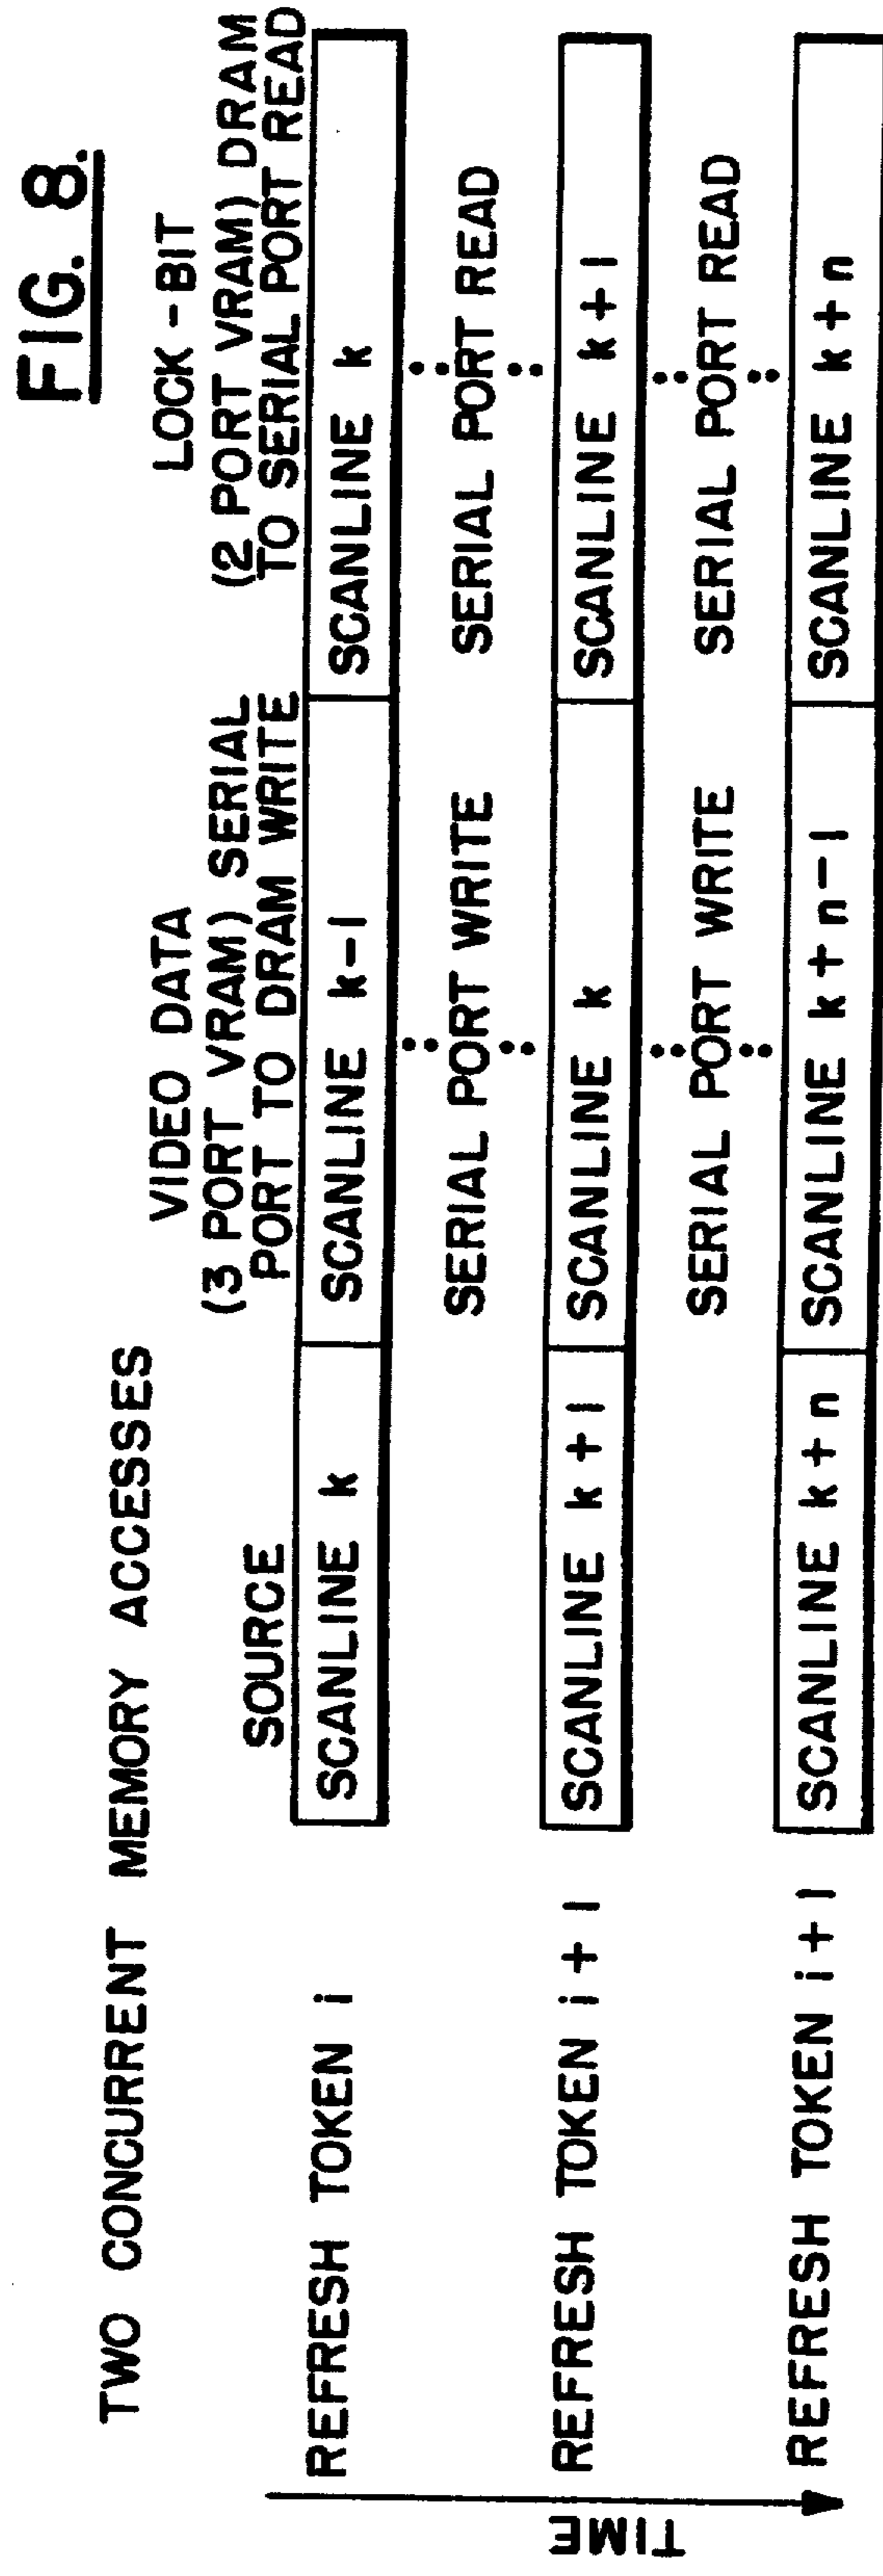 FIG. 8.
TWO CONCURRENT MEMORY ACCESSES
SOURCE
VIDEO DATA
(3 PORT VRAM) SERIAL
PORT TO DRAM WRITE
LOCK-BIT
(2 PORT VRAM) DRAM
TO SERIAL PORT READ
REFRESH TOKEN i
SCANLINE k
SCANLINE k-1
SCANLINE k
SERIAL PORT WRITE
SERIAL PORT READ
REFRESH TOKEN i+1
SCANLINE k+1
SCANLINE k
SCANLINE k+1
SERIAL PORT WRITE
SERIAL PORT READ
REFRESH TOKEN i+1
SCANLINE k+n
SCANLINE k+n-1
SCANLINE k+n
TIME